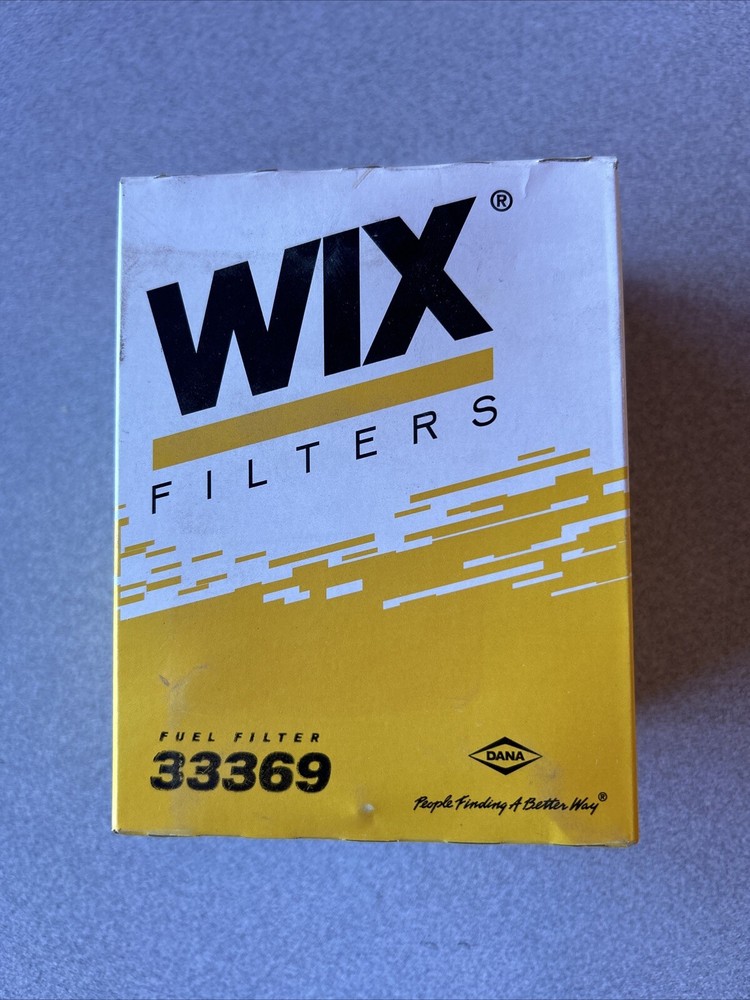 WIX®
FILTERS
FUEL FILTER
33369
DANA
People Finding A Better Way®